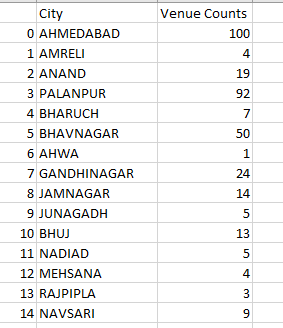 City Venue Counts
0 AHMEDABAD 100
1 AMRELI 4
2 ANAND 19
3 PALANPUR 92
4 BHARUCH 7
5 BHAVNAGAR 50
6 AHWA 1
7 GANDHINAGAR 24
8 JAMNAGAR 14
9 JUNAGADH 5
10 BHUJ 13
11 NADIAD 5
12 MEHSANA 4
13 RAJPIPLA 3
14 NAVSARI 9